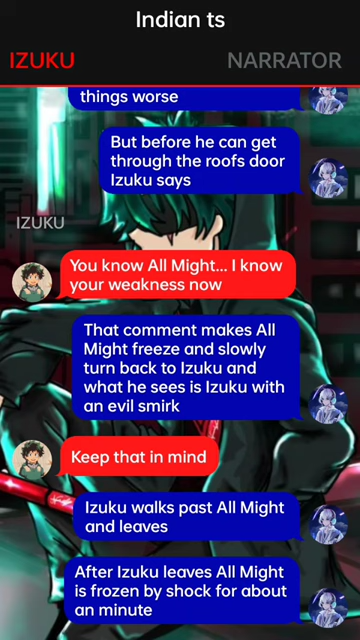 Indian ts
IZUKU
NARRATOR
things worse
But before he can get
through the roofs door
Izuku says
IZUKU
You know All Might... I know
your weakness now
That comment makes All
Might freeze and slowly
turn back to Izuku and
what he sees is Izuku with
an evil smirk
Keep that in mind
Izuku walks past All Might
and leaves
After Izuku leaves All Might
is frozen by shock for about
an minute